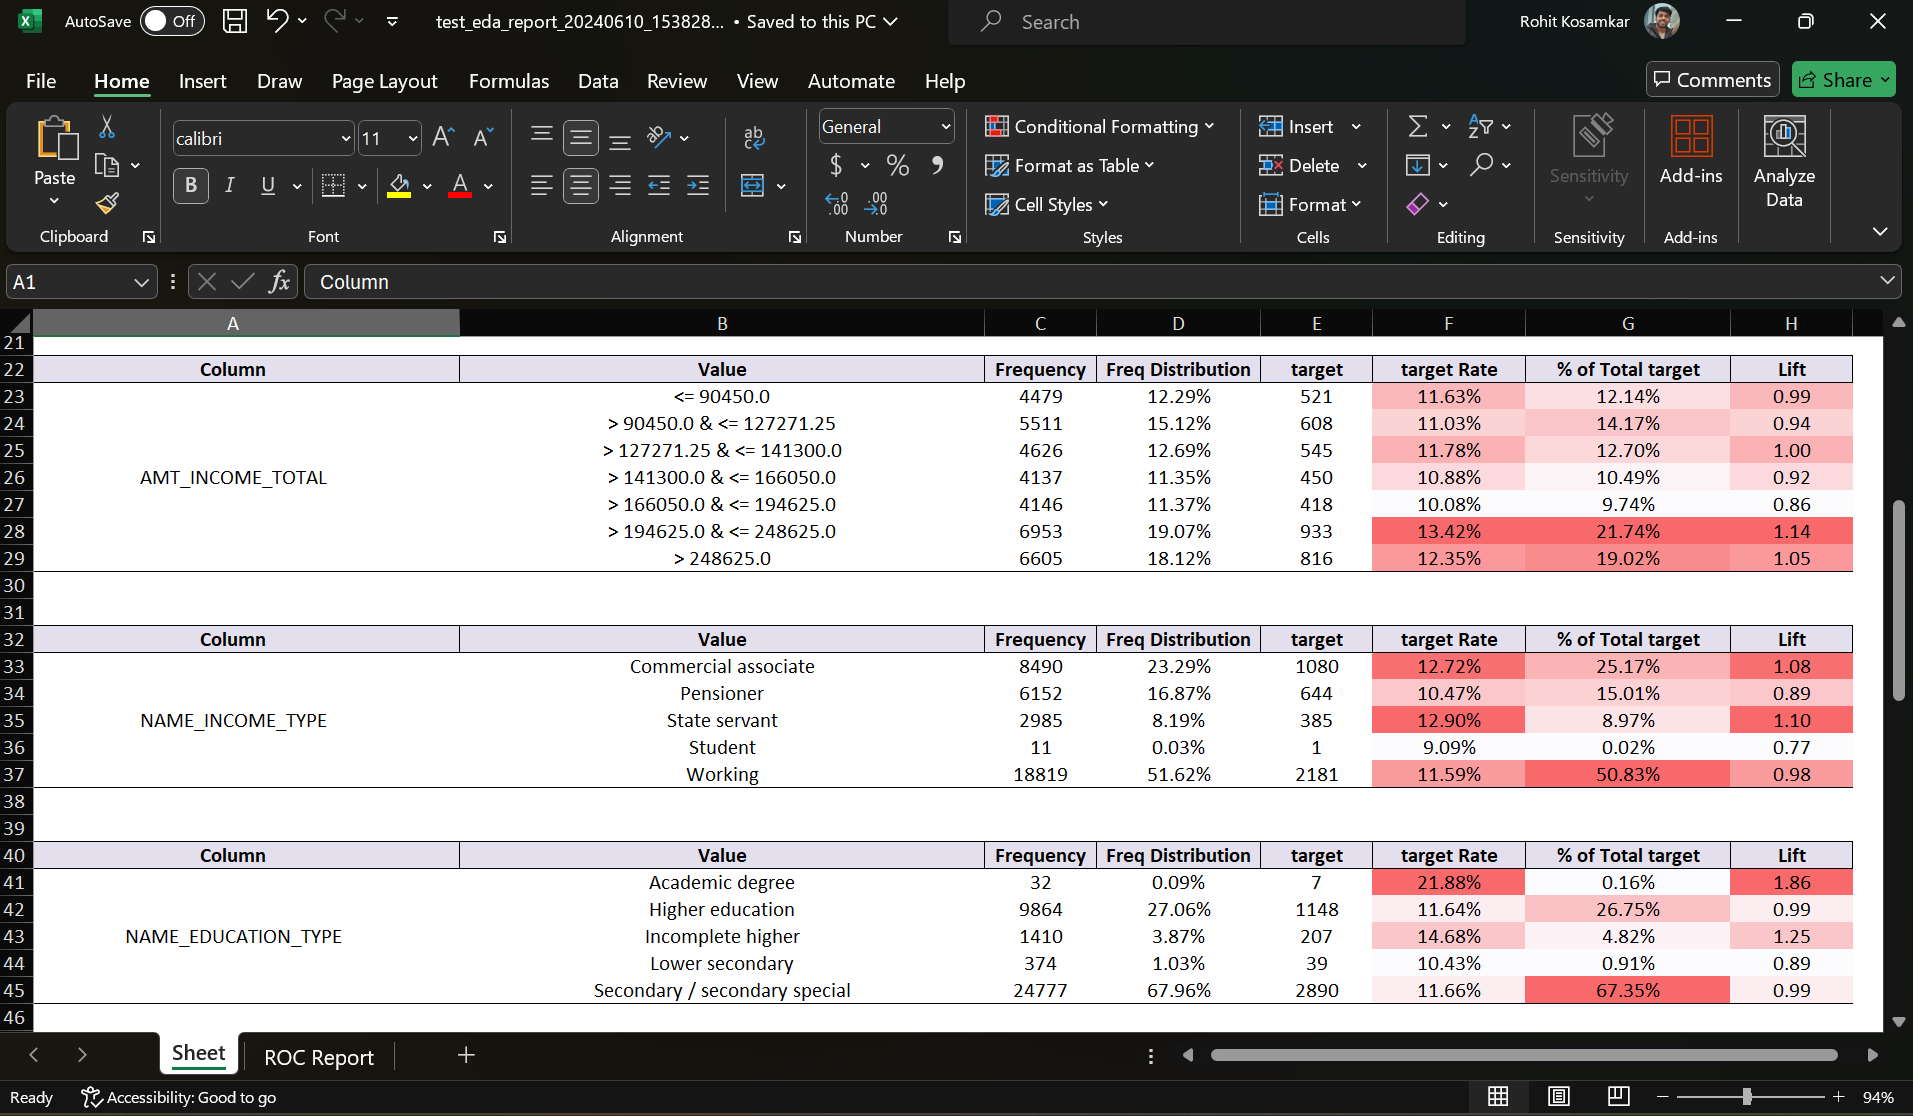 AutoSave Off test_eda_report_20240610_153828... • Saved to this PC Search Rohit Kosamkar
File Home Insert Draw Page Layout Formulas Data Review View Automate Help Comments Share
Paste
calibri 11
B I U A
ab
General
$ % 9
Conditional Formatting
Format as Table
Cell Styles
Insert
Delete
Format
Sensitivity
Add-ins
Analyze Data
Clipboard Font Alignment Number Styles Cells Editing Sensitivity Add-ins
A1 fx Column
A B C D E F G H
21
22 Column Value Frequency Freq Distribution target target Rate % of Total target Lift
23 <= 90450.0 4479 12.29% 521 11.63% 12.14% 0.99
24 > 90450.0 & <= 127271.25 5511 15.12% 608 11.03% 14.17% 0.94
25 > 127271.25 & <= 141300.0 4626 12.69% 545 11.78% 12.70% 1.00
26 AMT_INCOME_TOTAL > 141300.0 & <= 166050.0 4137 11.35% 450 10.88% 10.49% 0.92
27 > 166050.0 & <= 194625.0 4146 11.37% 418 10.08% 9.74% 0.86
28 > 194625.0 & <= 248625.0 6953 19.07% 933 13.42% 21.74% 1.14
29 > 248625.0 6605 18.12% 816 12.35% 19.02% 1.05
30
31
32 Column Value Frequency Freq Distribution target target Rate % of Total target Lift
33 Commercial associate 8490 23.29% 1080 12.72% 25.17% 1.08
34 Pensioner 6152 16.87% 644 10.47% 15.01% 0.89
35 NAME_INCOME_TYPE State servant 2985 8.19% 385 12.90% 8.97% 1.10
36 Student 11 0.03% 1 9.09% 0.02% 0.77
37 Working 18819 51.62% 2181 11.59% 50.83% 0.98
38
39
40 Column Value Frequency Freq Distribution target target Rate % of Total target Lift
41 Academic degree 32 0.09% 7 21.88% 0.16% 1.86
42 Higher education 9864 27.06% 1148 11.64% 26.75% 0.99
43 NAME_EDUCATION_TYPE Incomplete higher 1410 3.87% 207 14.68% 4.82% 1.25
44 Lower secondary 374 1.03% 39 10.43% 0.91% 0.89
45 Secondary / secondary special 24777 67.96% 2890 11.66% 67.35% 0.99
46
Sheet ROC Report
Ready Accessibility: Good to go 94%